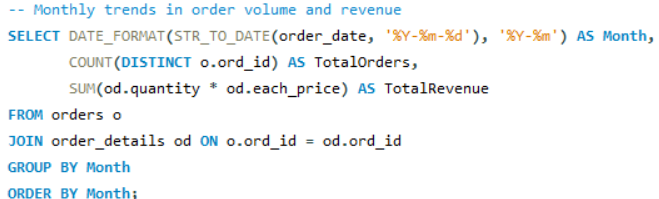 -- Monthly trends in order volume and revenue
SELECT DATE_FORMAT(STR_TO_DATE(order_date, '%Y-%m-%d'), '%Y-%m') AS Month,
COUNT(DISTINCT o.ord_id) AS TotalOrders,
SUM(od.quantity * od.each_price) AS TotalRevenue
FROM orders o
JOIN order_details od ON o.ord_id = od.ord_id
GROUP BY Month
ORDER BY Month;